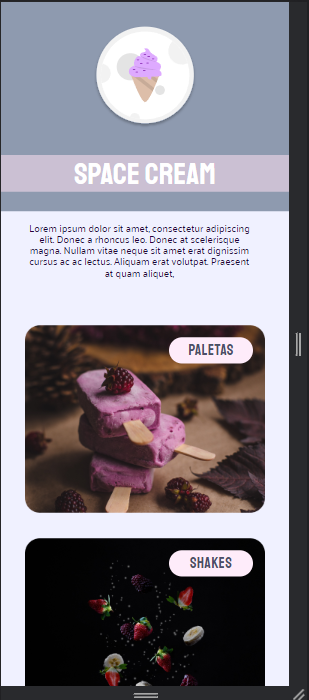 SPACE CREAM
Lorem ipsum dolor sit amet, consectetur adipiscing
elit. Donec a rhoncus leo. Donec at scelerisque
magna. Nullam vitae neque sit amet erat dignissim
cursus ac ac lectus. Aliquam erat volutpat. Praesent
at quam aliquet,
PALETAS
SHAKES